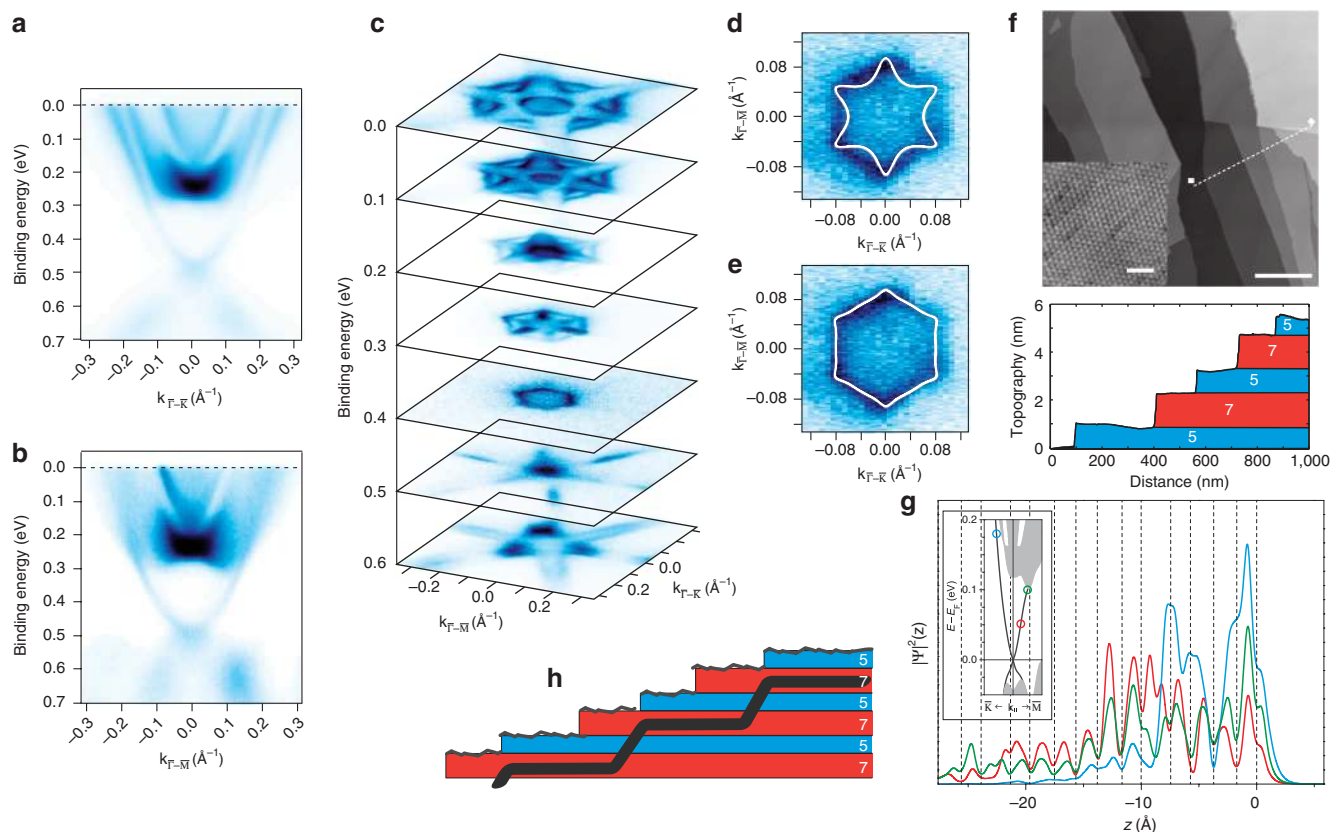 a
0.0
0.1
0.2
0.3
0.4
0.5
0.6
0.7
Binding energy (eV)
−0.3 −0.2 −0.1 0.0 0.1 0.2 0.3
k Γ̅–K̅ (Å⁻¹)
b
0.0
0.1
0.2
0.3
0.4
0.5
0.6
0.7
Binding energy (eV)
−0.3 −0.2 −0.1 0.0 0.1 0.2 0.3
k Γ̅–M̅ (Å⁻¹)
c
0.0
0.1
0.2
0.3
0.4
0.5
0.6
Binding energy (eV)
−0.2 0.0 0.2
k Γ̅–M̅ (Å⁻¹)
0.2 0.0
k Γ̅–K̅ (Å⁻¹)
d
0.08
0.00
−0.08
k Γ̅–M̅ (Å⁻¹)
−0.08 0.00 0.08
k Γ̅–K̅ (Å⁻¹)
e
0.08
0.00
−0.08
k Γ̅–M̅ (Å⁻¹)
−0.08 0.00 0.08
k Γ̅–K̅ (Å⁻¹)
f
6
4
2
0
Topography (nm)
5
7
5
7
5
0 200 400 600 800 1,000
Distance (nm)
g
|Ψ|²(z)
0.2
0.1
0.0
E−E_F (eV)
K̅ ← k_|| → M̅
−20 −10 0
z (Å)
h
5
7
5
7
5
7